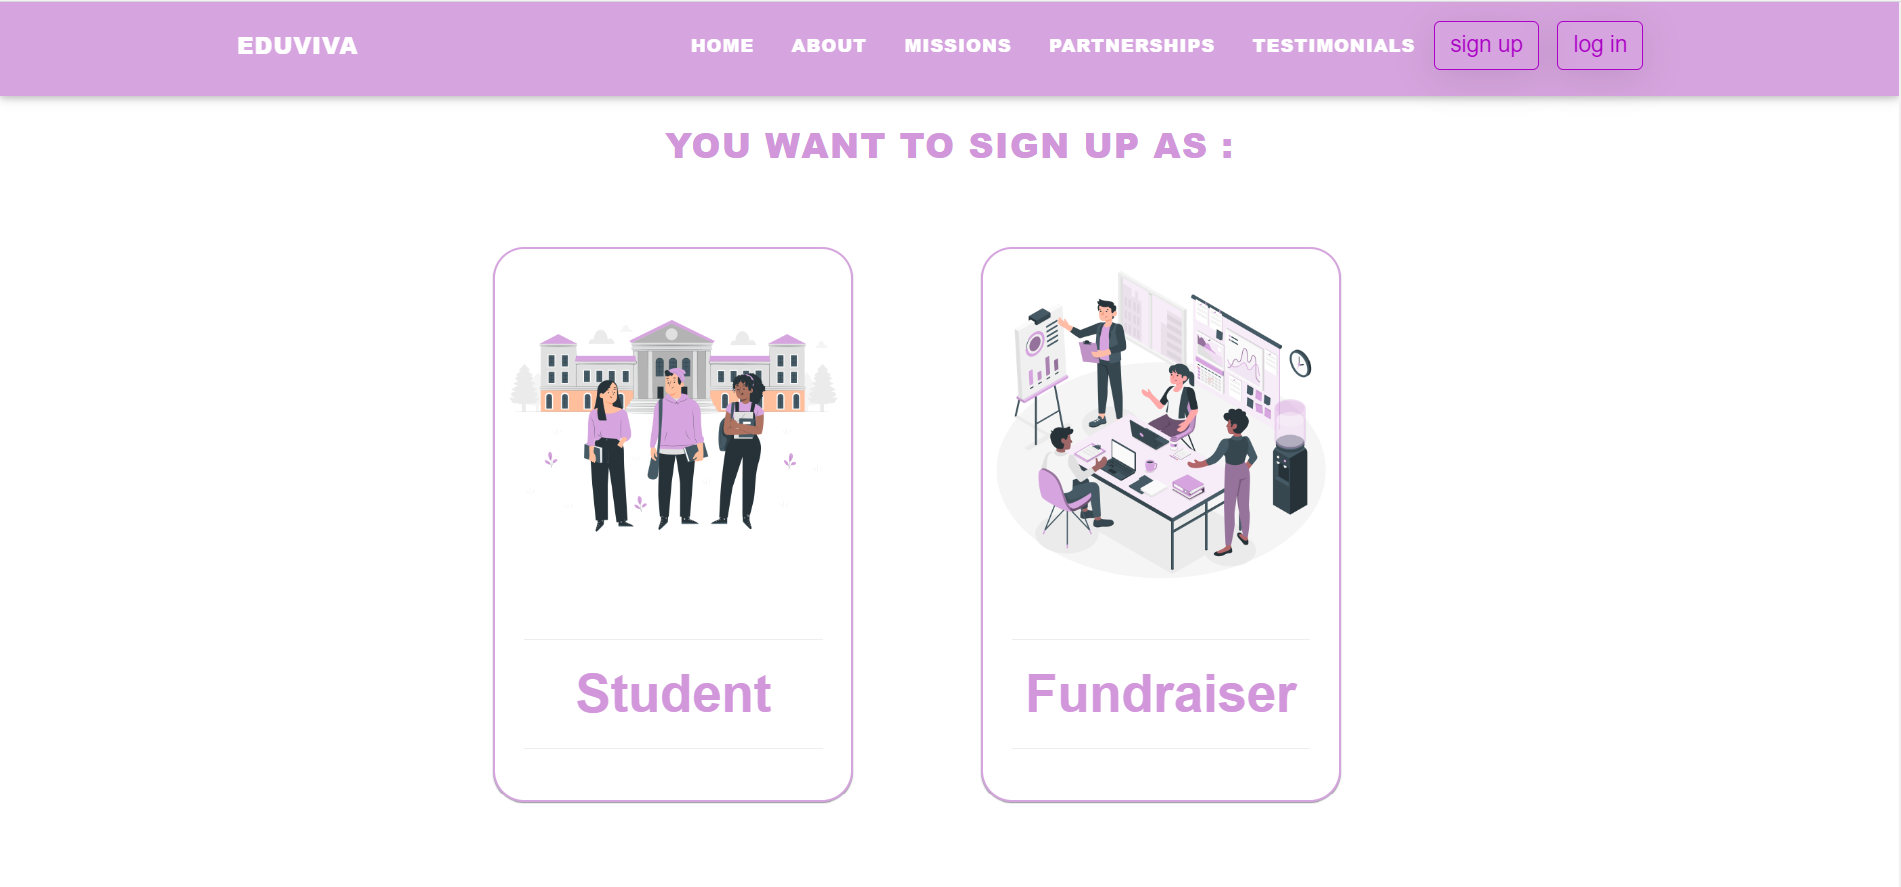 EDUVIVA HOME ABOUT MISSIONS PARTNERSHIPS TESTIMONIALS sign up log in
YOU WANT TO SIGN UP AS :
Student
Fundraiser